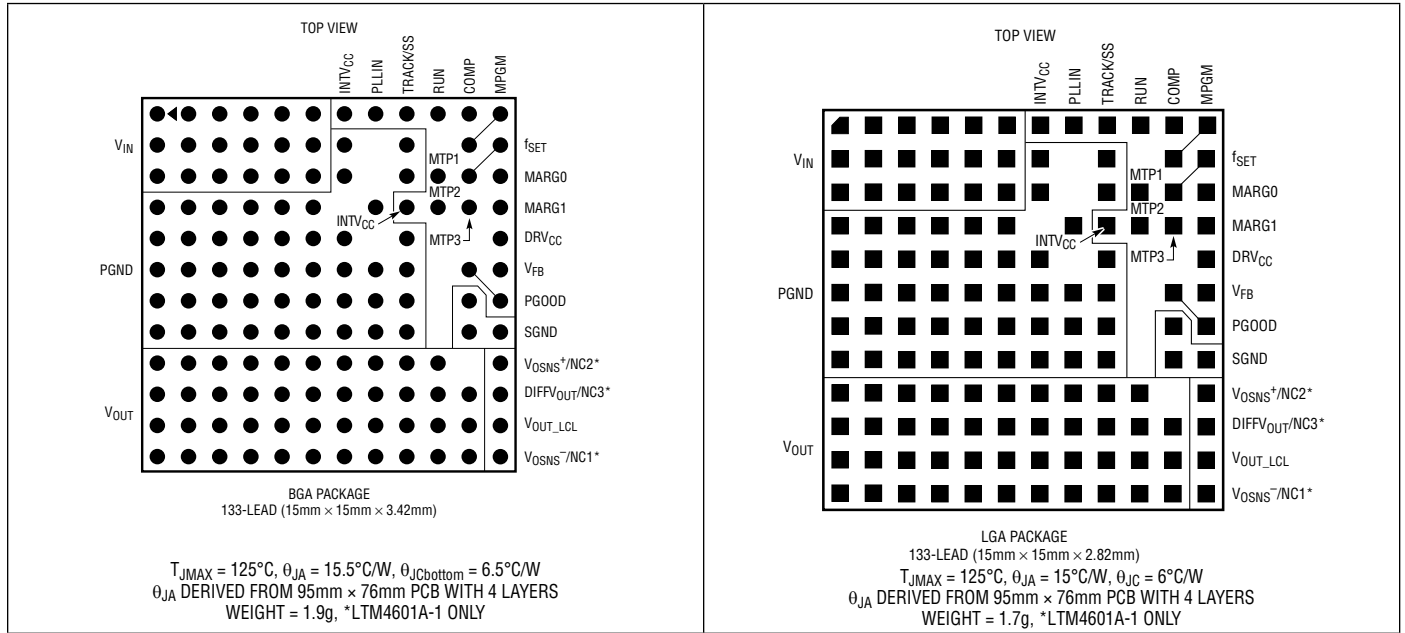 TOP VIEW
INTVCC
PLLIN
TRACK/SS
RUN
COMP
MPGM
VIN
fSET
MTP1
MARG0
MTP2
MARG1
INTVCC
MTP3
DRVCC
PGND
VFB
PGOOD
SGND
VOSNS+/NC2*
DIFFVOUT/NC3*
VOUT
VOUT_LCL
VOSNS–/NC1*
BGA PACKAGE
133-LEAD (15mm × 15mm × 3.42mm)
TJMAX = 125°C, θJA = 15.5°C/W, θJCbottom = 6.5°C/W
θJA DERIVED FROM 95mm × 76mm PCB WITH 4 LAYERS
WEIGHT = 1.9g, *LTM4601A-1 ONLY
TOP VIEW
INTVCC
PLLIN
TRACK/SS
RUN
COMP
MPGM
VIN
fSET
MTP1
MARG0
MTP2
MARG1
INTVCC
MTP3
DRVCC
PGND
VFB
PGOOD
SGND
VOSNS+/NC2*
DIFFVOUT/NC3*
VOUT
VOUT_LCL
VOSNS–/NC1*
LGA PACKAGE
133-LEAD (15mm × 15mm × 2.82mm)
TJMAX = 125°C, θJA = 15°C/W, θJC = 6°C/W
θJA DERIVED FROM 95mm × 76mm PCB WITH 4 LAYERS
WEIGHT = 1.7g, *LTM4601A-1 ONLY